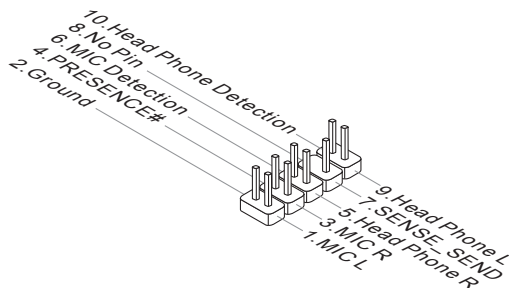 10.Head Phone Detection
8.No Pin
6.MIC Detection
4.PRESENCE#
2.Ground
9.Head Phone L
7.SENSE_SEND
5.Head Phone R
3.MIC R
1.MIC L